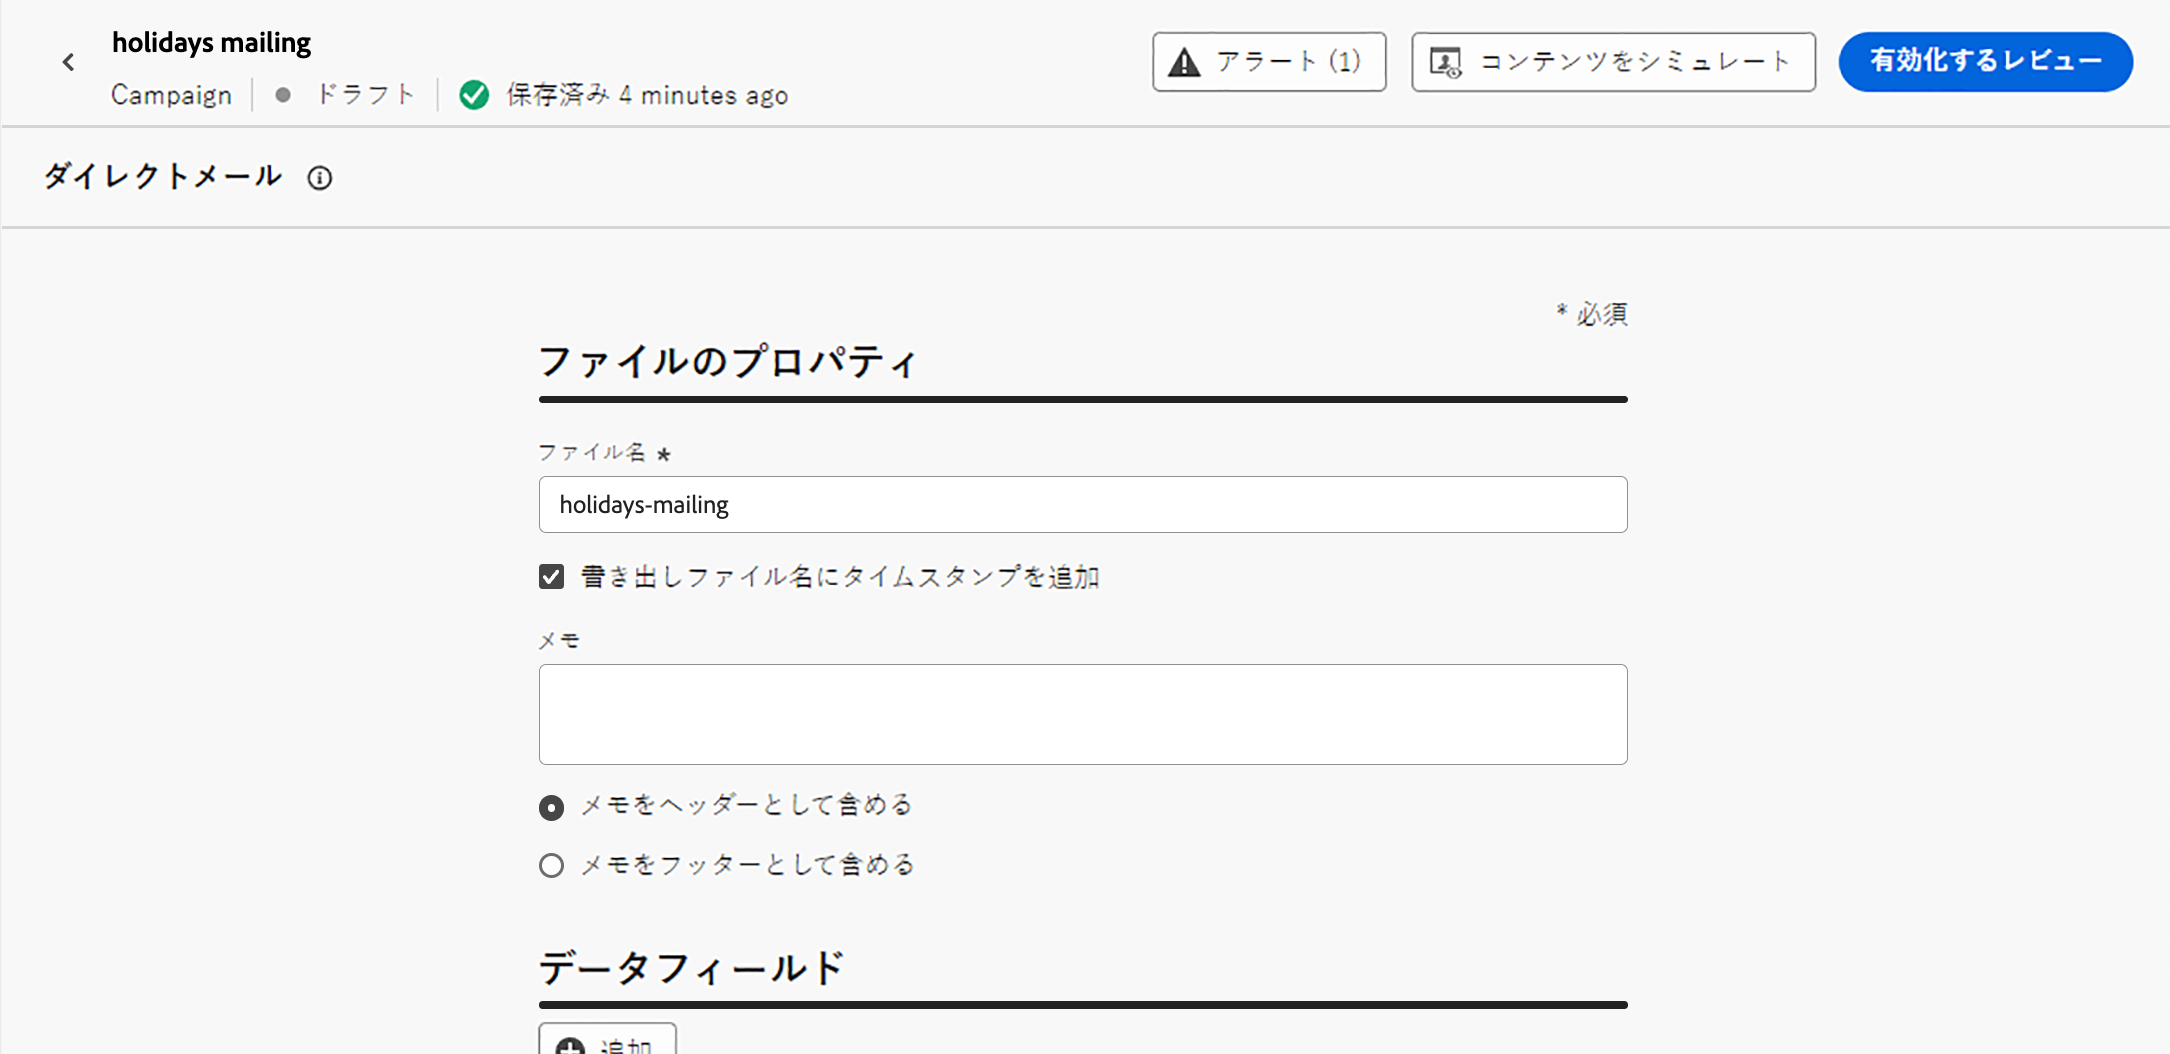 holidays mailing
Campaign ドラフト 保存済み 4 minutes ago
アラート (1)
コンテンツをシミュレート
有効化するレビュー
ダイレクトメール
* 必須
ファイルのプロパティ
ファイル名 *
holidays-mailing
書き出しファイル名にタイムスタンプを追加
メモ
メモをヘッダーとして含める
メモをフッターとして含める
データフィールド
追加